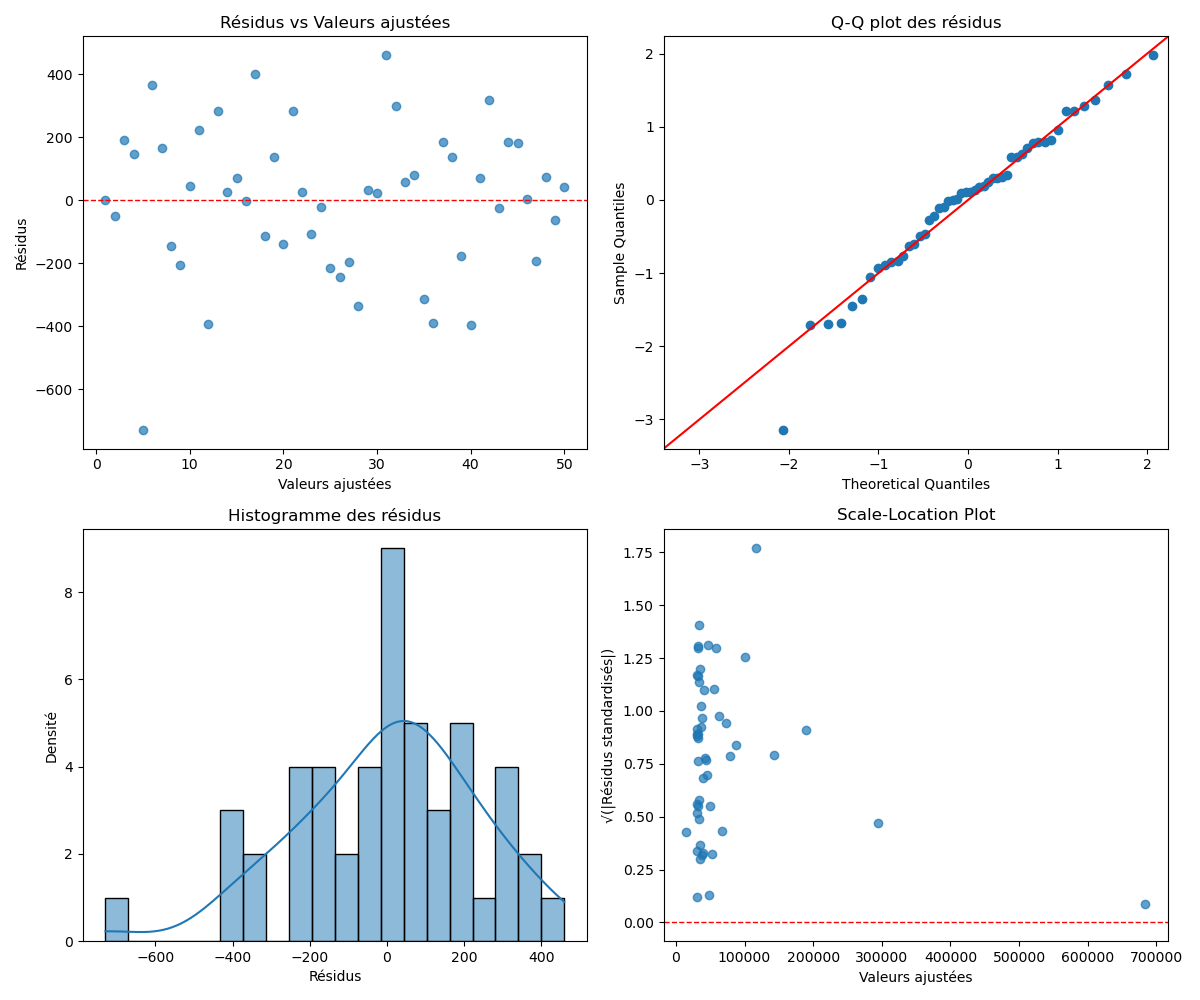 Résidus vs Valeurs ajustées
400
200
0
−200
−400
−600
Résidus
0 10 20 30 40 50
Valeurs ajustées
Q-Q plot des résidus
2
1
0
−1
−2
−3
Sample Quantiles
−3 −2 −1 0 1 2
Theoretical Quantiles
Histogramme des résidus
8
6
4
2
0
Densité
−600 −400 −200 0 200 400
Résidus
Scale-Location Plot
1.75
1.50
1.25
1.00
0.75
0.50
0.25
0.00
√(|Résidus standardisés|)
0 100000 200000 300000 400000 500000 600000 700000
Valeurs ajustées